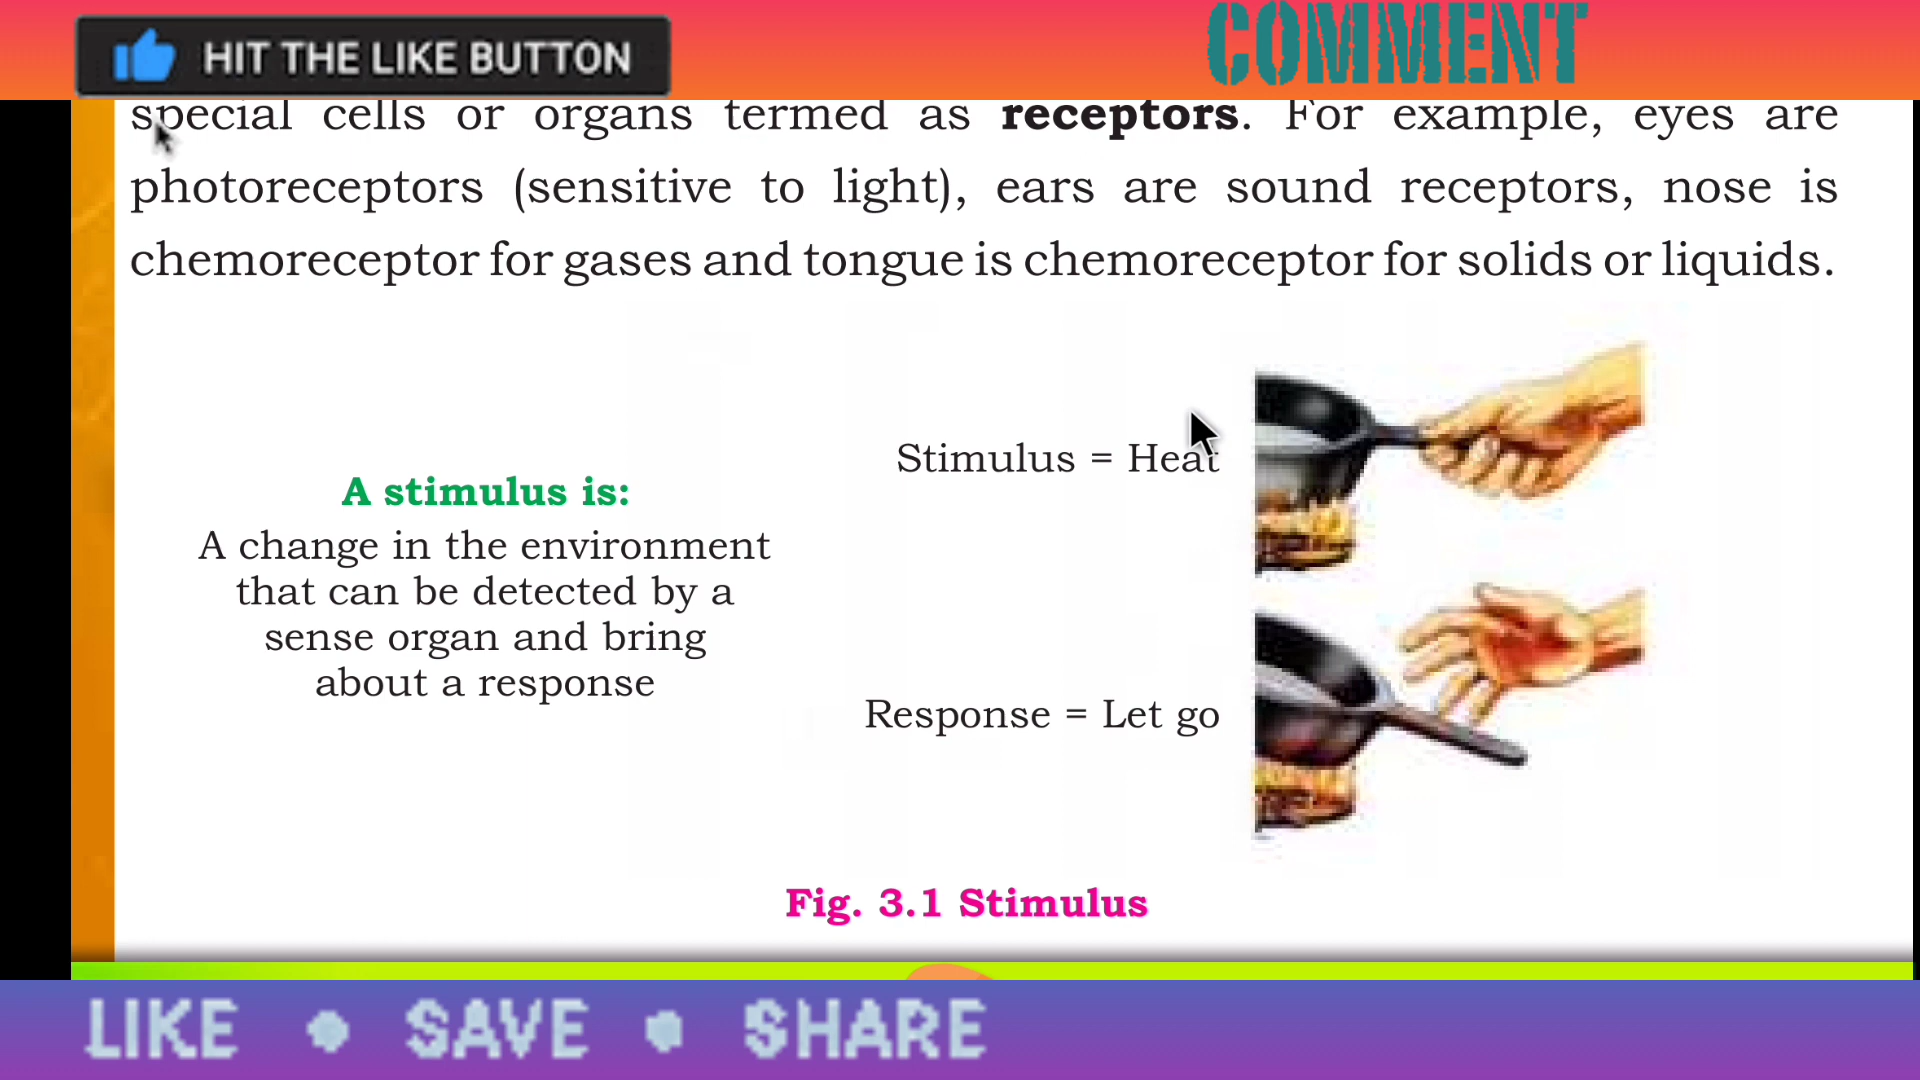 HIT THE LIKE BUTTON
COMMENT
special cells or organs termed as receptors. For example, eyes are
photoreceptors (sensitive to light), ears are sound receptors, nose is
chemoreceptor for gases and tongue is chemoreceptor for solids or liquids.
A stimulus is:
A change in the environment
that can be detected by a
sense organ and bring
about a response
Stimulus = Heat
Response = Let go
Fig. 3.1 Stimulus
LIKE ● SAVE ● SHARE